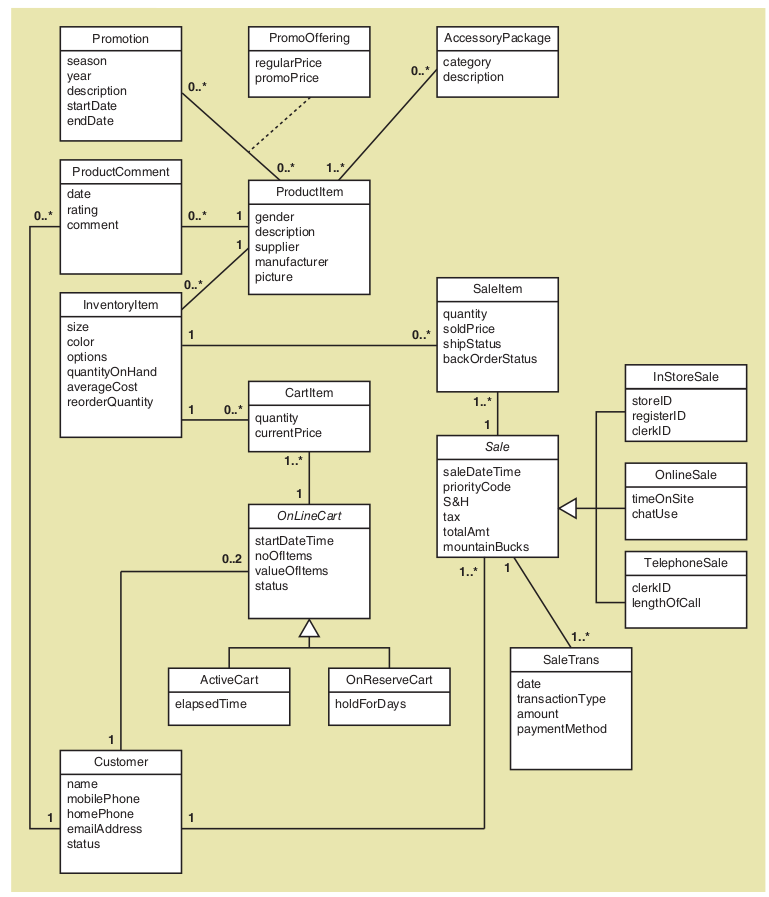 Promotion
season
year
description
startDate
endDate
PromoOffering
regularPrice
promoPrice
AccessoryPackage
category
description
0..*
0..*
0..*
1..*
ProductComment
date
rating
comment
0..*
0..*
1
ProductItem
gender
description
supplier
manufacturer
picture
1
0..*
InventoryItem
size
color
options
quantityOnHand
averageCost
reorderQuantity
1
0..*
SaleItem
quantity
soldPrice
shipStatus
backOrderStatus
1
0..*
CartItem
quantity
currentPrice
1..*
1
1..*
1
InStoreSale
storeID
registerID
clerkID
Sale
saleDateTime
priorityCode
S&H
tax
totalAmt
mountainBucks
OnlineSale
timeOnSite
chatUse
TelephoneSale
clerkID
lengthOfCall
OnLineCart
startDateTime
noOfItems
valueOfItems
status
0..2
1..*
1
1..*
SaleTrans
date
transactionType
amount
paymentMethod
ActiveCart
elapsedTime
OnReserveCart
holdForDays
1
Customer
name
mobilePhone
homePhone
emailAddress
status
1
1